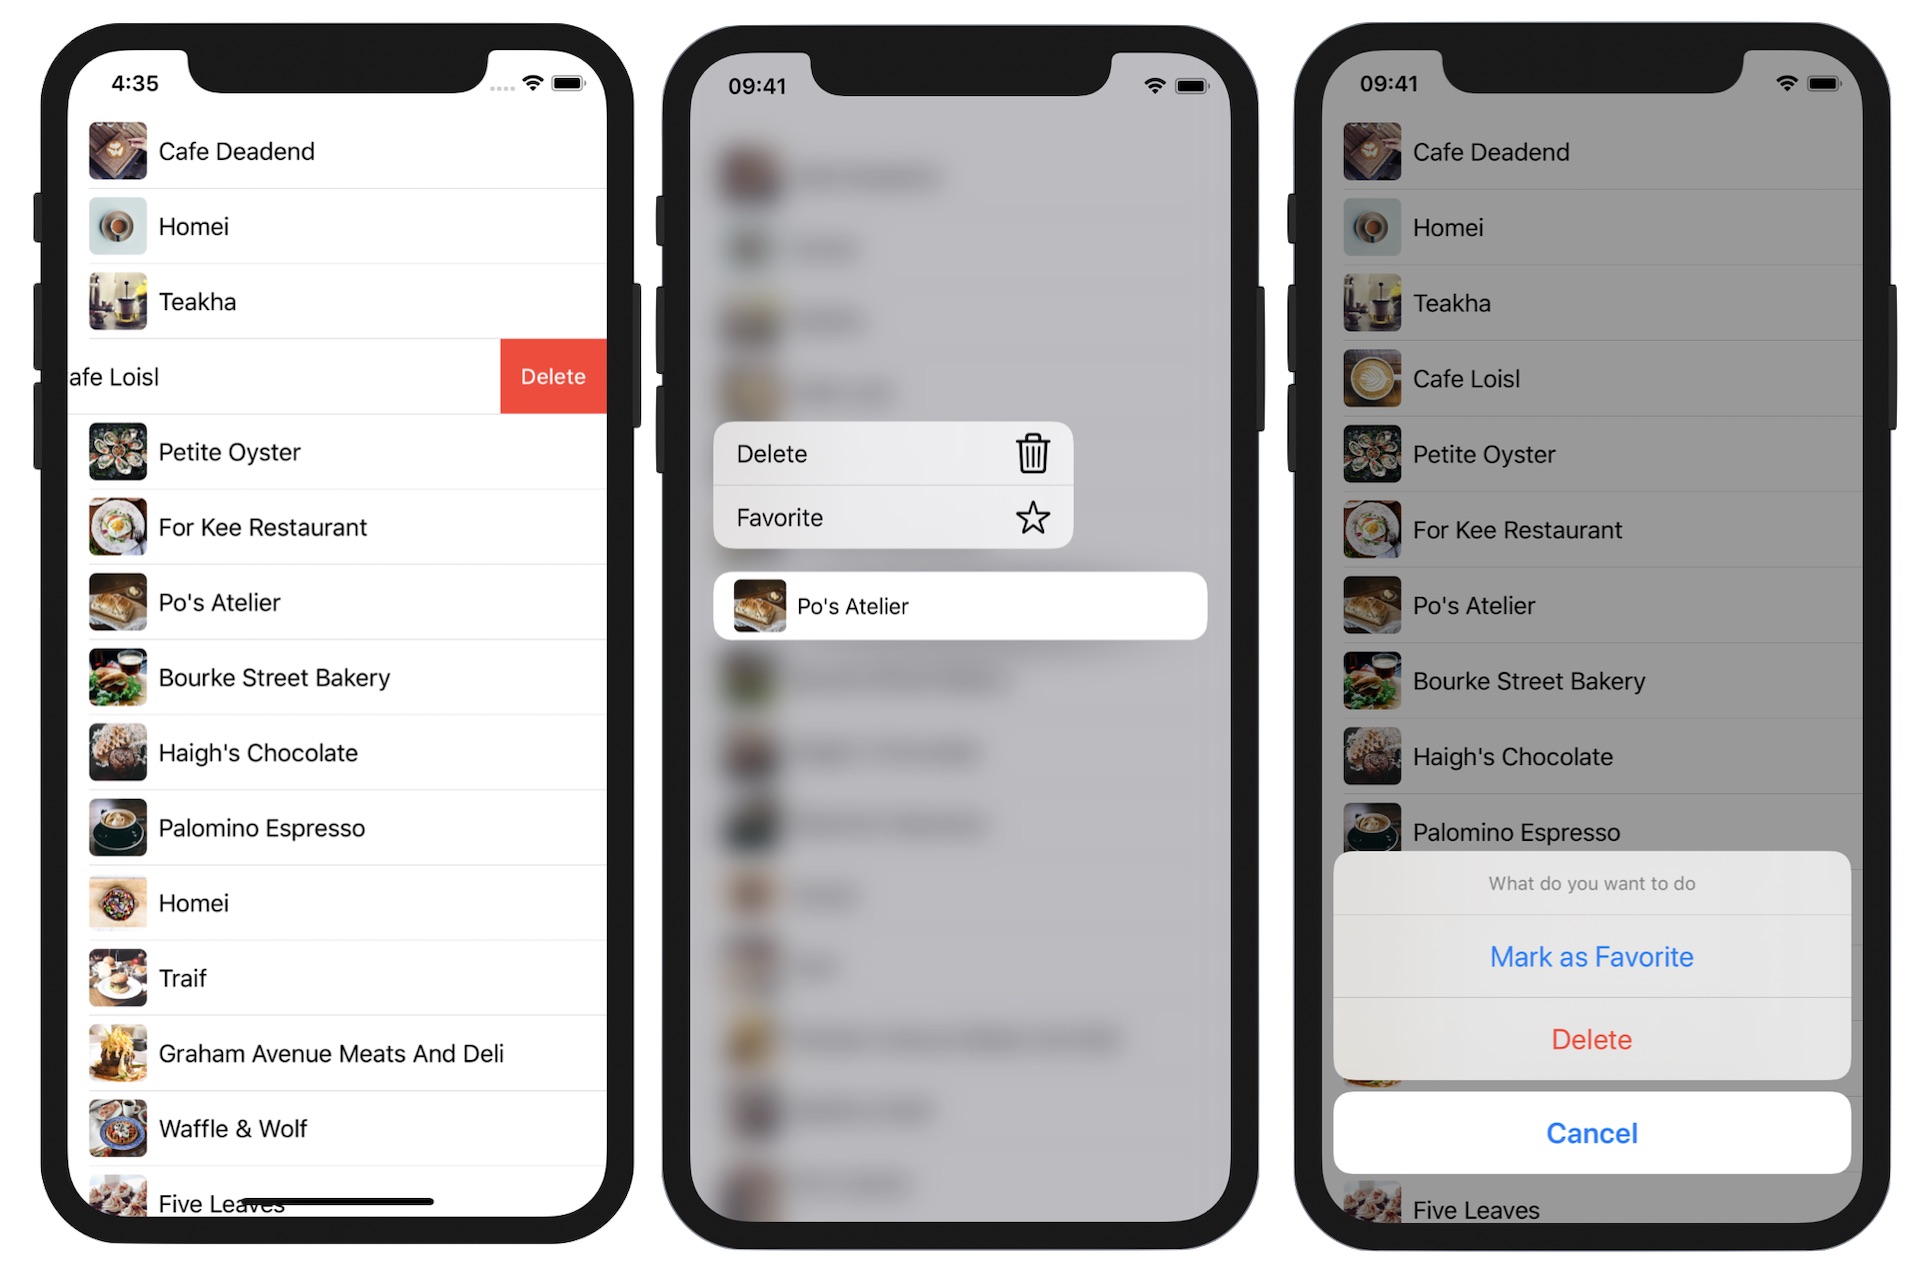 4:35
Cafe Deadend
Homei
Teakha
afe Loisl
Delete
Petite Oyster
For Kee Restaurant
Po's Atelier
Bourke Street Bakery
Haigh's Chocolate
Palomino Espresso
Homei
Traif
Graham Avenue Meats And Deli
Waffle & Wolf
Five Leaves
09:41
Delete
Favorite
Po's Atelier
09:41
Cafe Deadend
Homei
Teakha
Cafe Loisl
Petite Oyster
For Kee Restaurant
Po's Atelier
Bourke Street Bakery
Haigh's Chocolate
Palomino Espresso
What do you want to do
Mark as Favorite
Delete
Cancel
Five Leaves